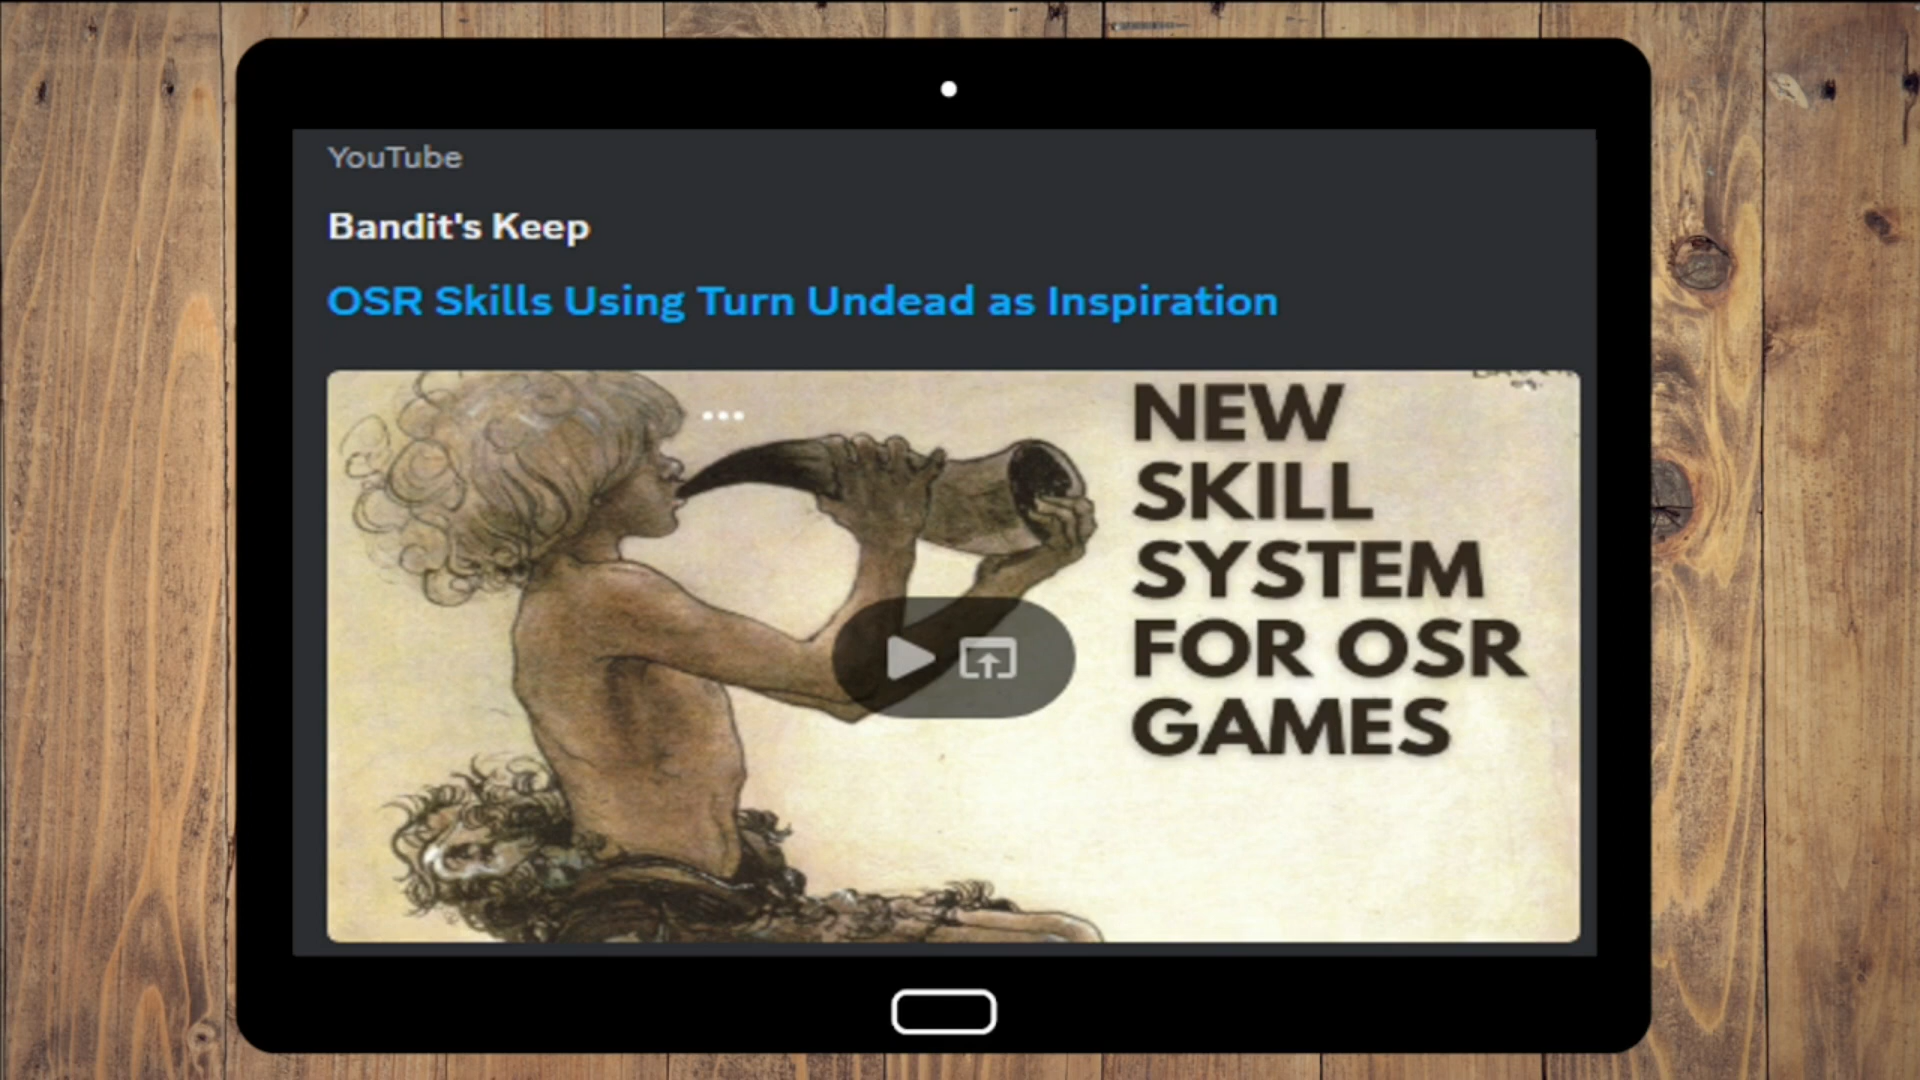 YouTube
Bandit's Keep
OSR Skills Using Turn Undead as Inspiration
NEW
SKILL
SYSTEM
FOR OSR
GAMES